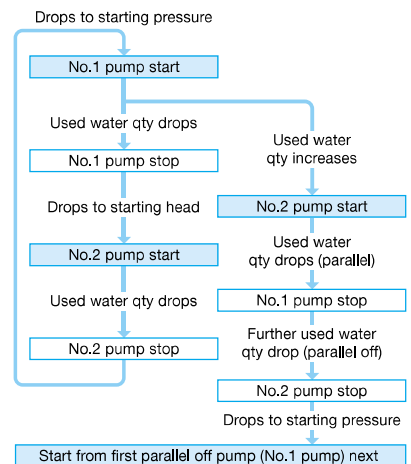 Drops to starting pressure
No.1 pump start
Used water qty drops
No.1 pump stop
Drops to starting head
No.2 pump start
Used water qty drops
No.2 pump stop
Used water
qty increases
No.2 pump start
Used water
qty drops (parallel)
No.1 pump stop
Further used water
qty drop (parallel off)
No.2 pump stop
Drops to starting pressure
Start from first parallel off pump (No.1 pump) next